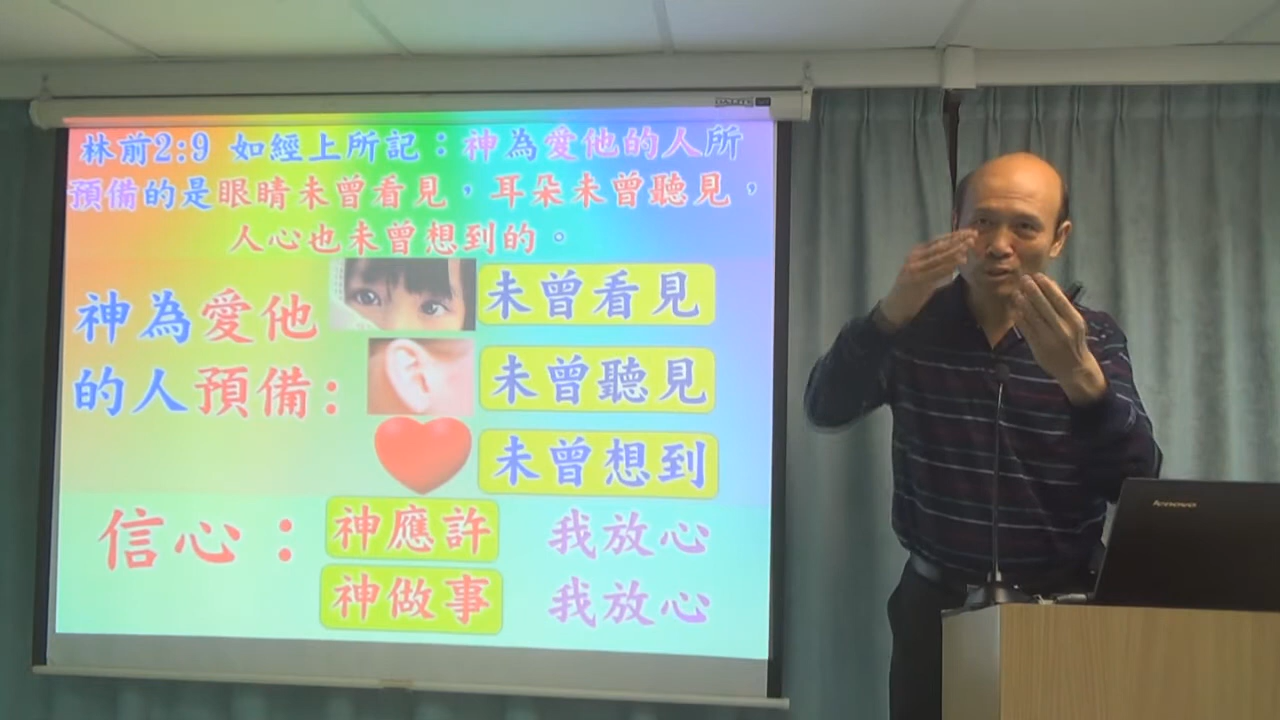 林前2:9 如經上所記：神為愛他的人所
預備的是眼睛未曾看見，耳朵未曾聽見，
人心也未曾想到的。
神為愛他
的人預備:
未曾看見
未曾聽見
未曾想到
信心：
神應許 我放心
神做事 我放心
DA-LITE
lenovo